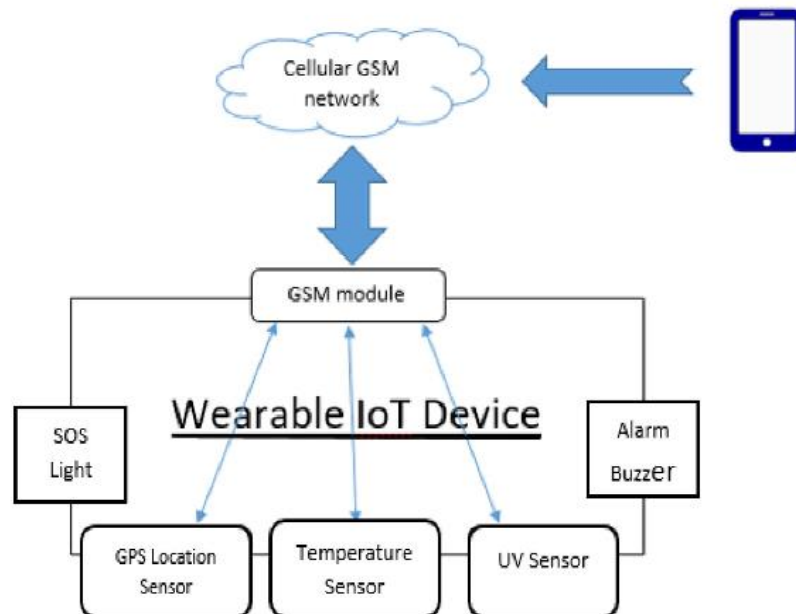 Cellular GSM
network
GSM module
Wearable IoT Device
SOS
Light
Alarm
Buzzer
GPS Location
Sensor
Temperature
Sensor
UV Sensor